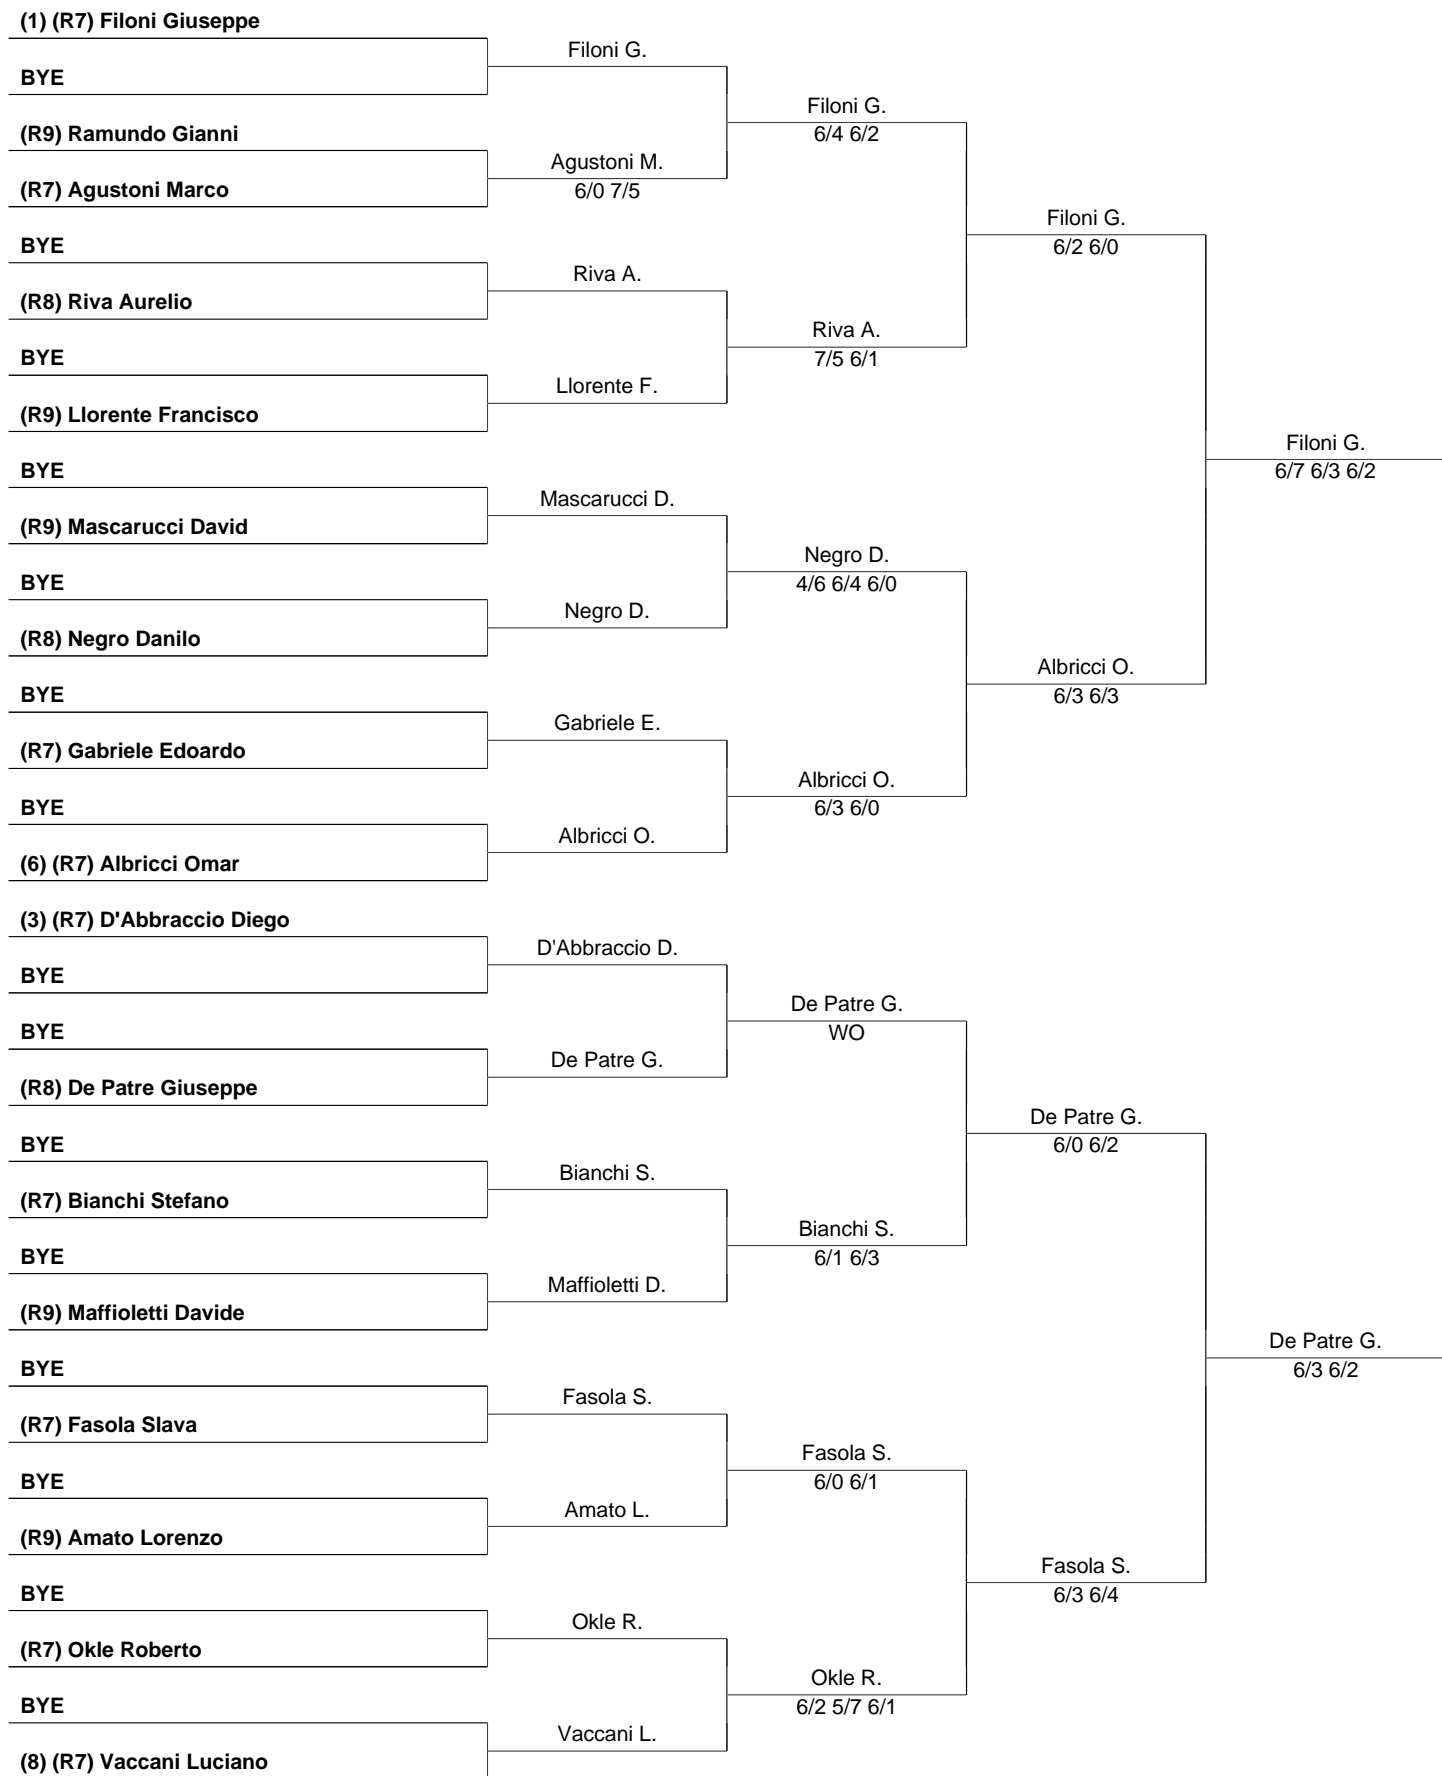 (1) (R7) Filoni Giuseppe
Filoni G.
BYE
Filoni G.
6/4 6/2
(R9) Ramundo Gianni
Agustoni M.
6/0 7/5
(R7) Agustoni Marco
Filoni G.
6/2 6/0
BYE
Riva A.
(R8) Riva Aurelio
Riva A.
7/5 6/1
BYE
Llorente F.
(R9) Llorente Francisco
Filoni G.
6/7 6/3 6/2
BYE
Mascarucci D.
(R9) Mascarucci David
Negro D.
4/6 6/4 6/0
BYE
Negro D.
(R8) Negro Danilo
Albricci O.
6/3 6/3
BYE
Gabriele E.
(R7) Gabriele Edoardo
Albricci O.
6/3 6/0
BYE
Albricci O.
(6) (R7) Albricci Omar
(3) (R7) D'Abbraccio Diego
D'Abbraccio D.
BYE
De Patre G.
WO
BYE
De Patre G.
(R8) De Patre Giuseppe
De Patre G.
6/0 6/2
BYE
Bianchi S.
(R7) Bianchi Stefano
Bianchi S.
6/1 6/3
BYE
Maffioletti D.
(R9) Maffioletti Davide
De Patre G.
6/3 6/2
BYE
Fasola S.
(R7) Fasola Slava
Fasola S.
6/0 6/1
BYE
Amato L.
(R9) Amato Lorenzo
Fasola S.
6/3 6/4
BYE
Okle R.
(R7) Okle Roberto
Okle R.
6/2 5/7 6/1
BYE
Vaccani L.
(8) (R7) Vaccani Luciano